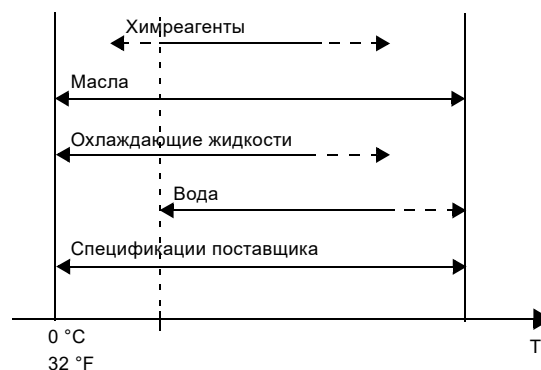 Химреагенты
Масла
Охлаждающие жидкости
Вода
Спецификации поставщика
0 °C
32 °F
T